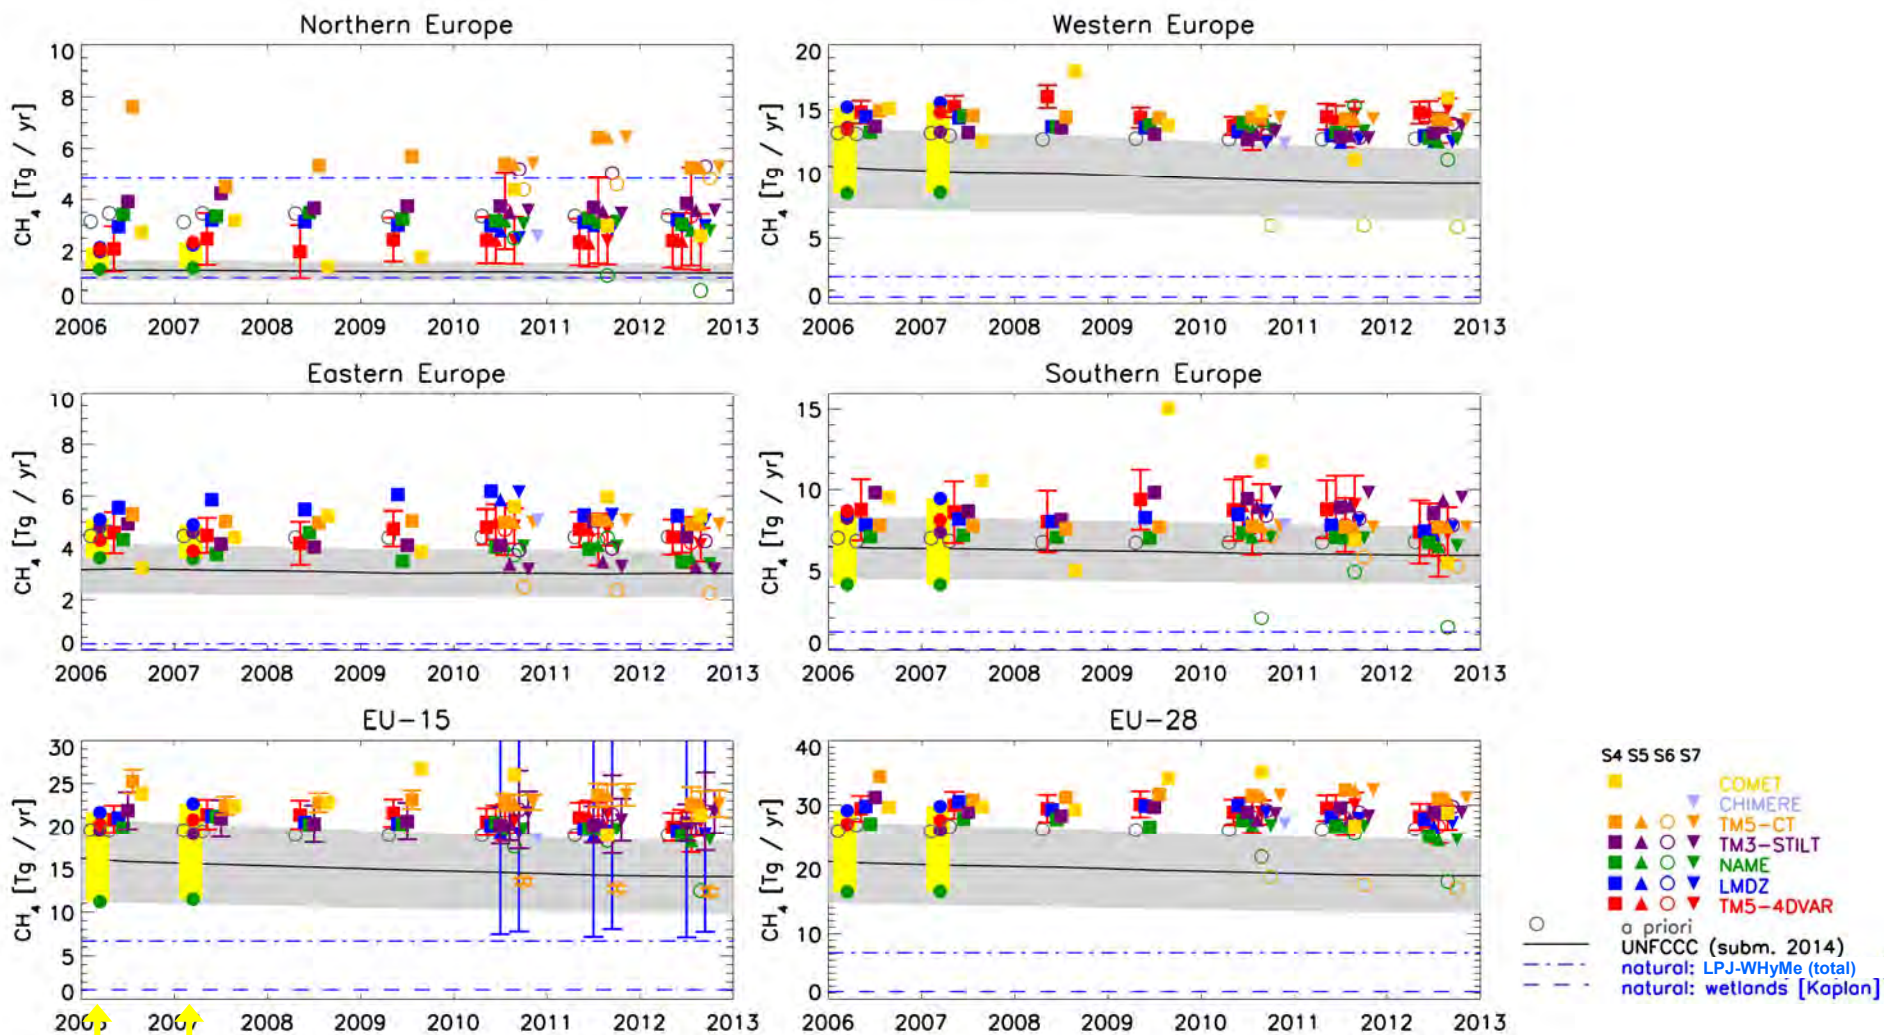 Northern Europe
CH4 [Tg / yr]
10
8
6
4
2
0
2006 2007 2008 2009 2010 2011 2012 2013
Western Europe
CH4 [Tg / yr]
20
15
10
5
0
2006 2007 2008 2009 2010 2011 2012 2013
Eastern Europe
CH4 [Tg / yr]
10
8
6
4
2
0
2006 2007 2008 2009 2010 2011 2012 2013
Southern Europe
CH4 [Tg / yr]
15
10
5
0
2006 2007 2008 2009 2010 2011 2012 2013
EU-15
CH4 [Tg / yr]
30
25
20
15
10
5
0
2006 2007 2008 2009 2010 2011 2012 2013
EU-28
CH4 [Tg / yr]
40
30
20
10
0
2006 2007 2008 2009 2010 2011 2012 2013
S4 S5 S6 S7
COMET
CHIMERE
TM5-CT
TM3-STILT
NAME
LMDZ
TM5-4DVAR
a priori
UNFCCC (subm. 2014)
natural: LPJ-WHyMe (total)
natural: wetlands [Kaplan]